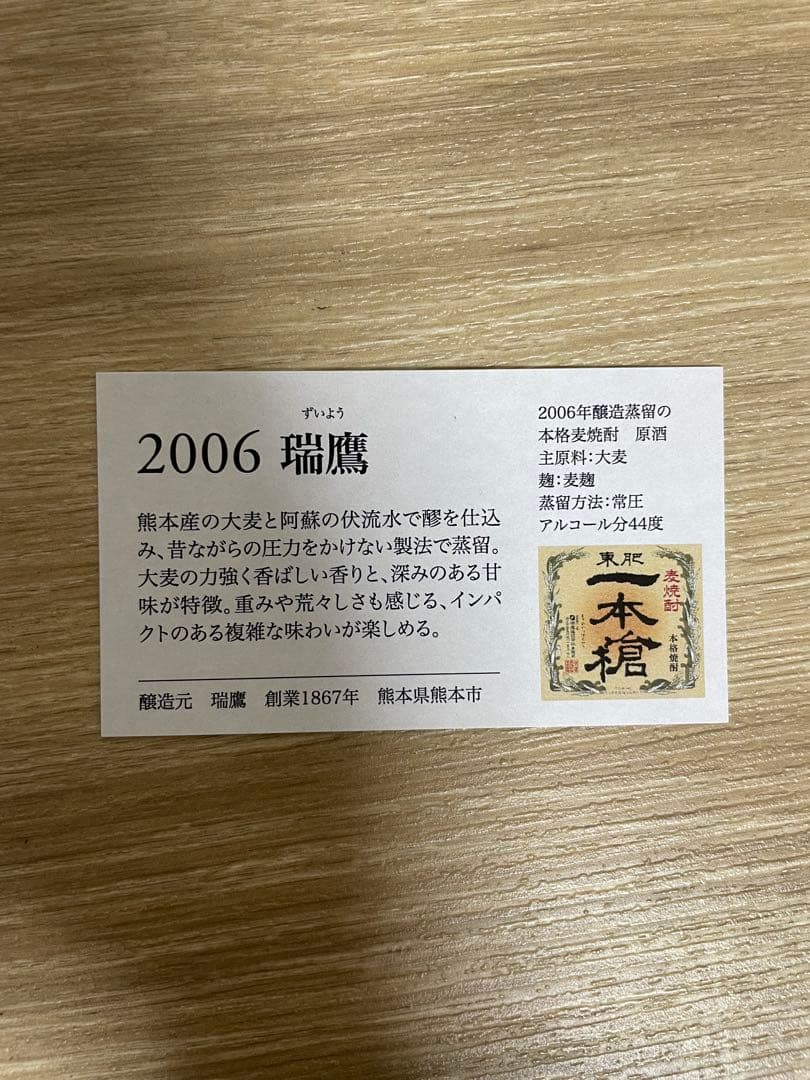 ずいよう
2006 瑞鷹
熊本産の大麦と阿蘇の伏流水で醪を仕込
み、昔ながらの圧力をかけない製法で蒸留。
大麦の力強く香ばしい香りと、深みのある甘
味が特徴。重みや荒々しさも感じる、インパ
クトのある複雑な味わいが楽しめる。
醸造元 瑞鷹 創業1867年 熊本県熊本市
2006年醸造蒸留の
本格麦焼酎 原酒
主原料：大麦
麹：麦麹
蒸留方法：常圧
アルコール分44度
東肥
一本槍
麦焼酎
本格焼酎